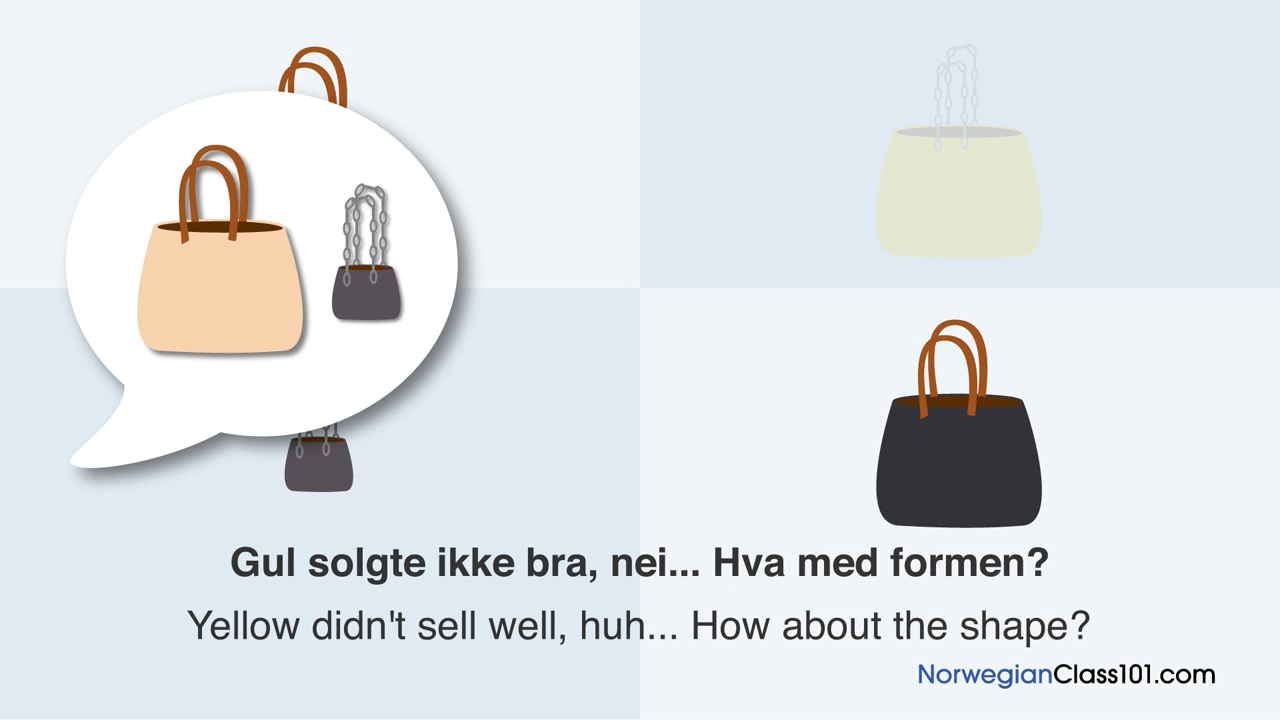 Gul solgte ikke bra, nei... Hva med formen?
Yellow didn't sell well, huh... How about the shape?
NorwegianClass101.com